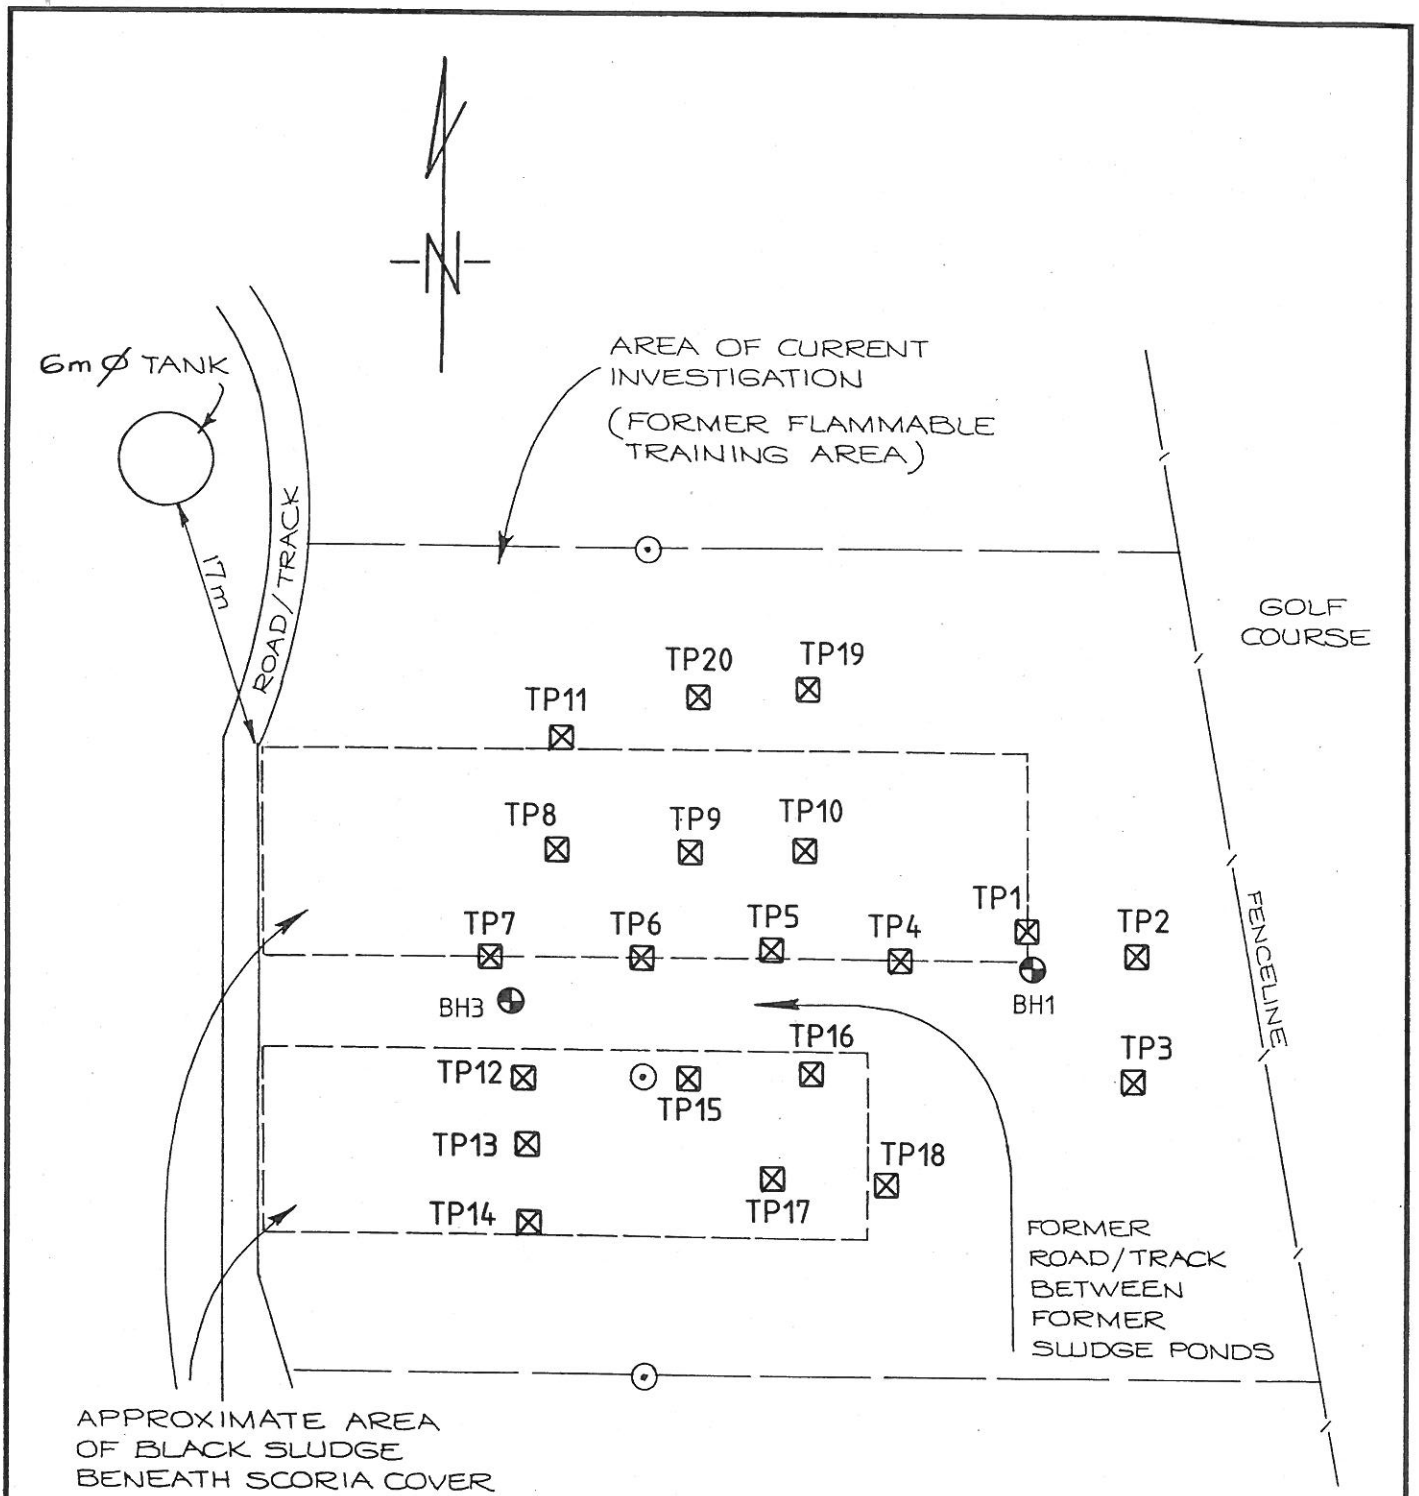 N
6m Ø TANK
17m
ROAD/TRACK
AREA OF CURRENT
INVESTIGATION
(FORMER FLAMMABLE
TRAINING AREA)
GOLF
COURSE
TP20
TP19
TP11
TP8
TP9
TP10
TP7
TP6
TP5
TP4
TP1
TP2
FENCELINE
BH3
BH1
TP16
TP3
TP12
TP15
TP13
TP18
TP14
TP17
FORMER
ROAD/TRACK
BETWEEN
FORMER
SLUDGE PONDS
APPROXIMATE AREA
OF BLACK SLUDGE
BENEATH SCORIA COVER